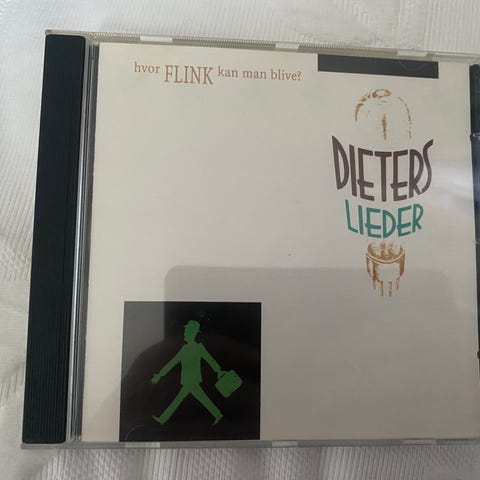 hvor FLINK kan man blive?
DIETERS
LIEDER